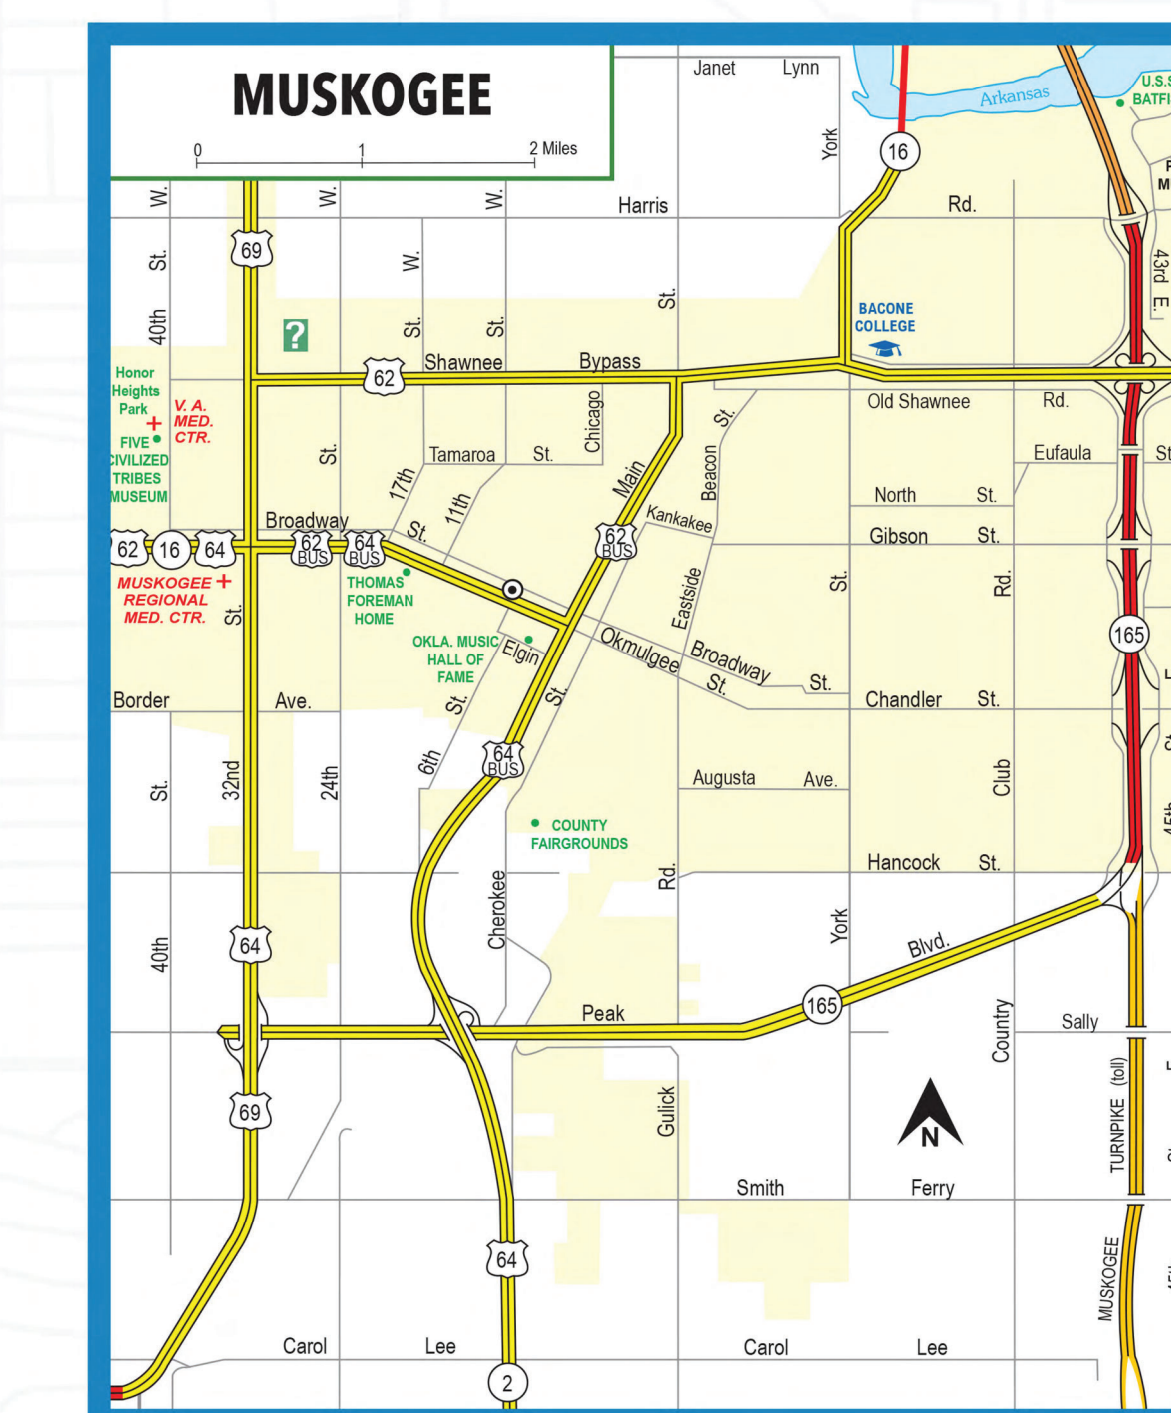 MUSKOGEE
0 1 2 Miles
Janet Lynn
York
Arkansas
U.S.S
BATFI
16
W.
W.
W.
Harris Rd.
69
St.
W.
St.
43rd E.
40th
St.
St.
?
BACONE
COLLEGE
Shawnee Bypass
62
Honor
Heights
Park
V. A.
MED.
CTR.
FIVE
CIVILIZED
TRIBES
MUSEUM
Chicago
St.
Old Shawnee Rd.
St.
Tamaroa St.
Eufaula St
17th
11th
Main
Beacon
North St.
Broadway St.
Kankakee
Gibson St.
62 16 64
62
BUS
64
BUS
62
BUS
MUSKOGEE
REGIONAL
MED. CTR.
St.
THOMAS
FOREMAN
HOME
Eastside
St.
Rd.
165
OKLA. MUSIC
HALL OF
FAME
Elgin
Okmulgee
St.
Broadway
St.
Border Ave.
St.
St.
Chandler St.
St.
32nd
24th
6th
64
BUS
Augusta Ave.
Club
St.
45th
COUNTY
FAIRGROUNDS
Hancock St.
Rd.
Cherokee
York
Blvd.
40th
64
Peak
165
Country
Sally
69
Gulick
N
TURNPIKE (toll)
Smith Ferry
64
MUSKOGEE
Carol Lee Carol Lee
2